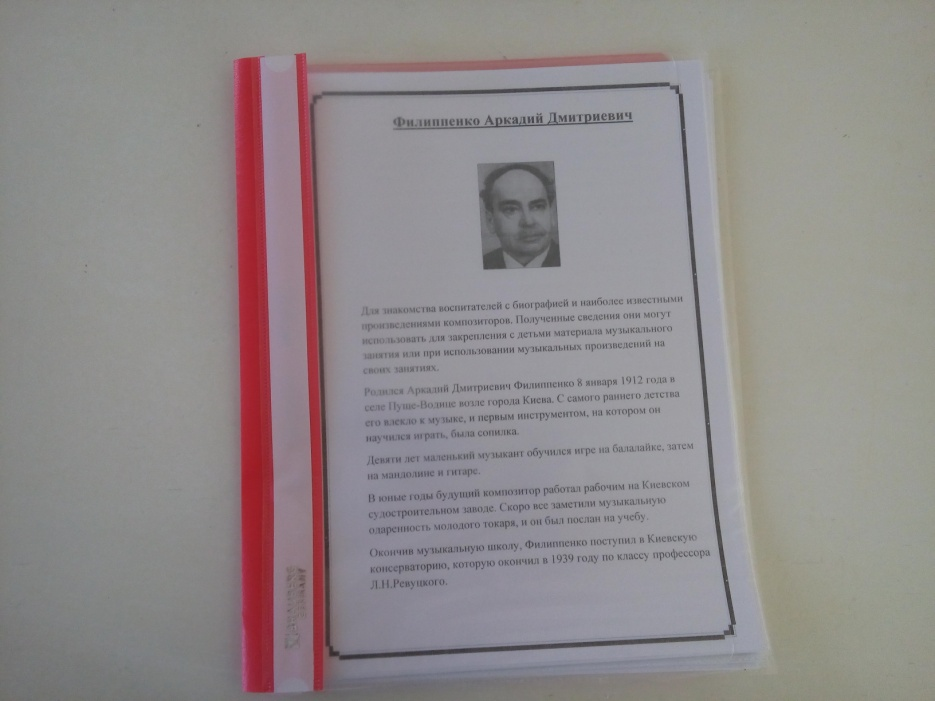 Филиппенко Аркадий Дмитриевич
Для знакомства воспитателей с биографией и наиболее известными
произведениями композиторов. Полученные сведения они могут
использовать для закрепления с детьми материала музыкального
занятия или при использовании музыкальных произведений на
своих занятиях.
Родился Аркадий Дмитриевич Филиппенко 8 января 1912 года в
селе Пуще-Водице возле города Киева. С самого раннего детства
его влекло к музыке, и первым инструментом, на котором он
научился играть, была сопилка.
Девяти лет маленький музыкант обучился игре на балалайке, затем
на мандолине и гитаре.
В юные годы будущий композитор работал рабочим на Киевском
судостроительном заводе. Скоро все заметили музыкальную
одаренность молодого токаря, и он был послан на учебу.
Окончив музыкальную школу, Филиппенко поступил в Киевскую
консерваторию, которую окончил в 1939 году по классу профессора
Л.Н.Ревуцкого.
GERMANY